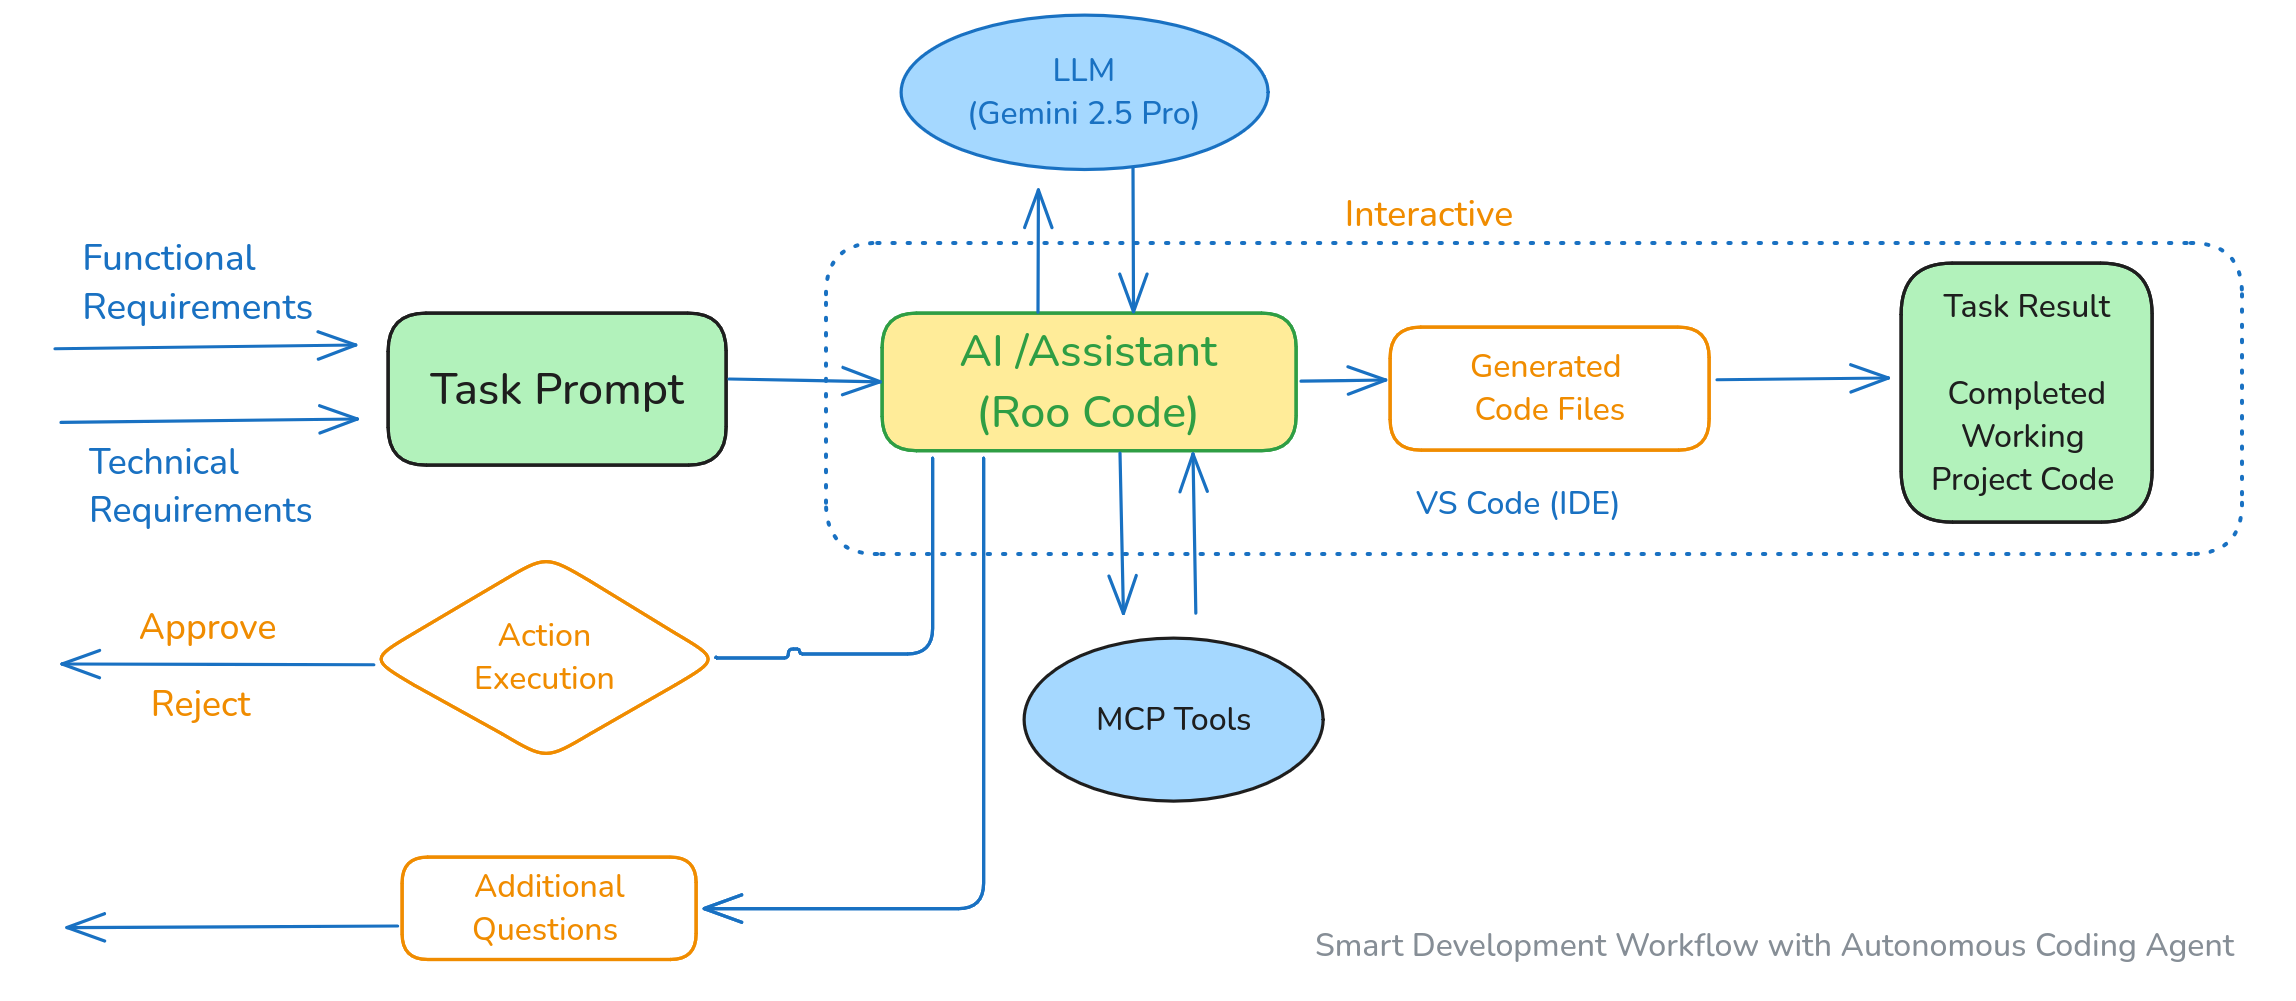 LLM
(Gemini 2.5 Pro)
Interactive
Functional
Requirements
Task Prompt
AI /Assistant
(Roo Code)
Generated
Code Files
Task Result
Completed
Working
Project Code
Technical
Requirements
VS Code (IDE)
Approve
Reject
Action
Execution
MCP Tools
Additional
Questions
Smart Development Workflow with Autonomous Coding Agent